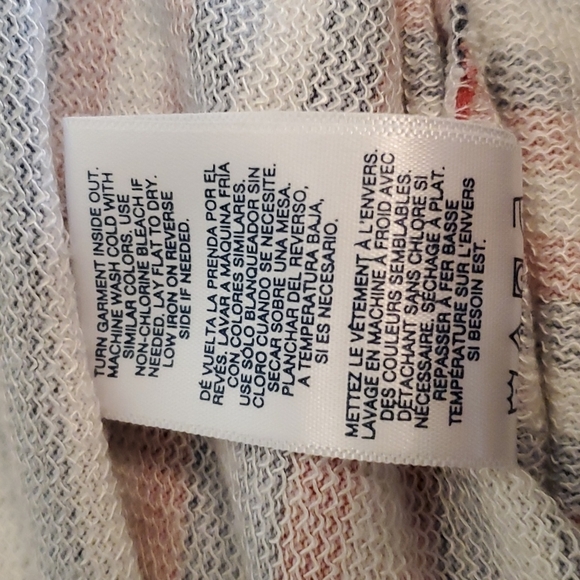 TURN GARMENT INSIDE OUT.
MACHINE WASH COLD WITH
SIMILAR COLORS. USE
NON-CHLORINE BLEACH IF
NEEDED. LAY FLAT TO DRY.
LOW IRON ON REVERSE
SIDE IF NEEDED.
DÉ VUELTA LA PRENDA POR EL
REVÉS, LAVAR A MAQUINA FRIA
CON COLORES SIMILARES.
USE SÓLO BLANQUEADOR SIN
CLORO CUANDO SE NECESITE.
SECAR SOBRE UNA MESA.
PLANCHAR DEL REVERSO,
A TEMPERATURA BAJA,
SI ES NECESARIO.
METTEZ LE VÊTEMENT À L'ENVERS.
LAVAGE EN MACHINE À FROID AVEC
DES COULEURS SEMBLABLES.
DÉTACHANT SANS CHLORE SI
NÉCESSAIRE. SÉCHAGE À PLAT.
REPASSER À FER BASSE
TEMPÉRATURE SUR L'ENVERS
SI BESOIN EST.